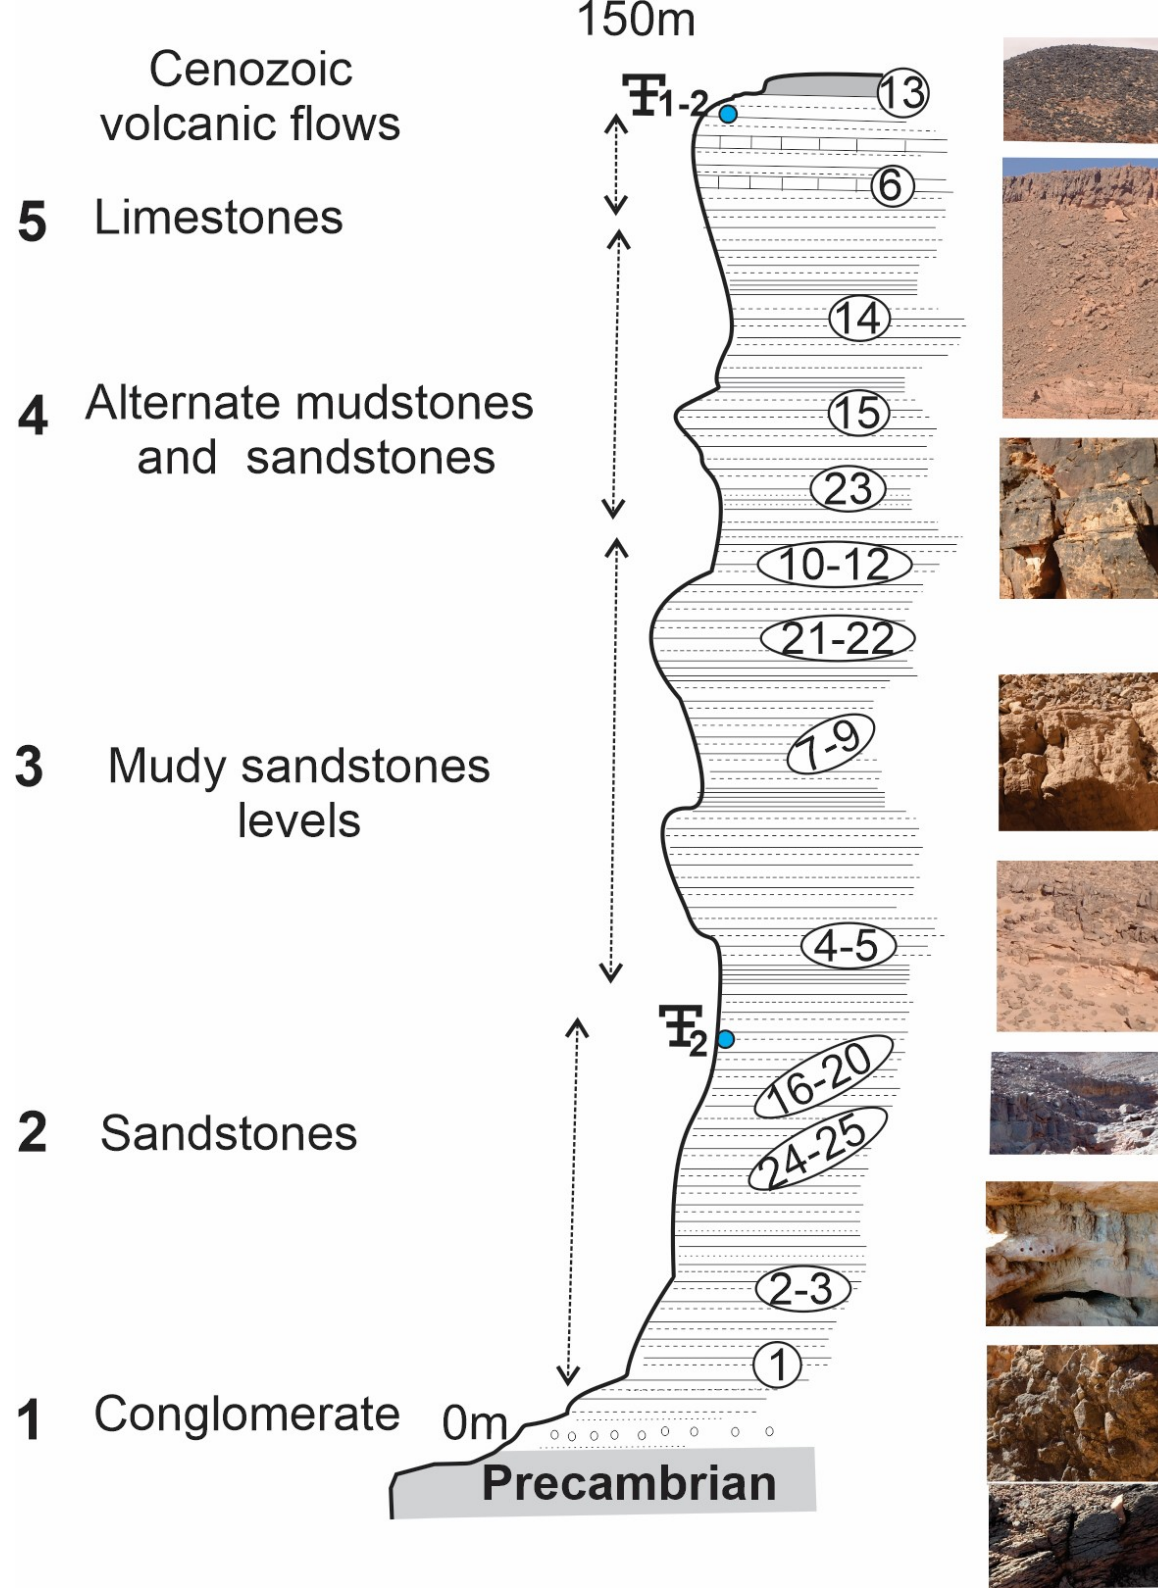 150m
Cenozoic
volcanic flows
Ŧ1-2
13
6
5 Limestones
14
4 Alternate mudstones
and sandstones
15
23
10-12
21-22
7-9
3 Mudy sandstones
levels
4-5
Ŧ2
16-20
2 Sandstones
24-25
2-3
1
1 Conglomerate
0m
Precambrian